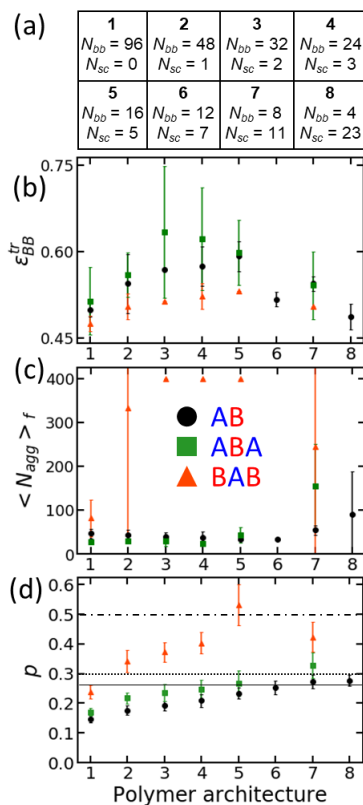 (a)
1 2 3 4
N_bb = 96 N_bb = 48 N_bb = 32 N_bb = 24
N_sc = 0 N_sc = 1 N_sc = 2 N_sc = 3
5 6 7 8
N_bb = 16 N_bb = 12 N_bb = 8 N_bb = 4
N_sc = 5 N_sc = 7 N_sc = 11 N_sc = 23
(b)
0.75
0.60
0.45
ε_BB^tr
1 2 3 4 5 6 7 8
(c)
400
300
200
100
0
< N_agg >_f
AB
ABA
BAB
1 2 3 4 5 6 7 8
(d)
0.6
0.5
0.4
0.3
0.2
0.1
0.0
p
1 2 3 4 5 6 7 8
Polymer architecture